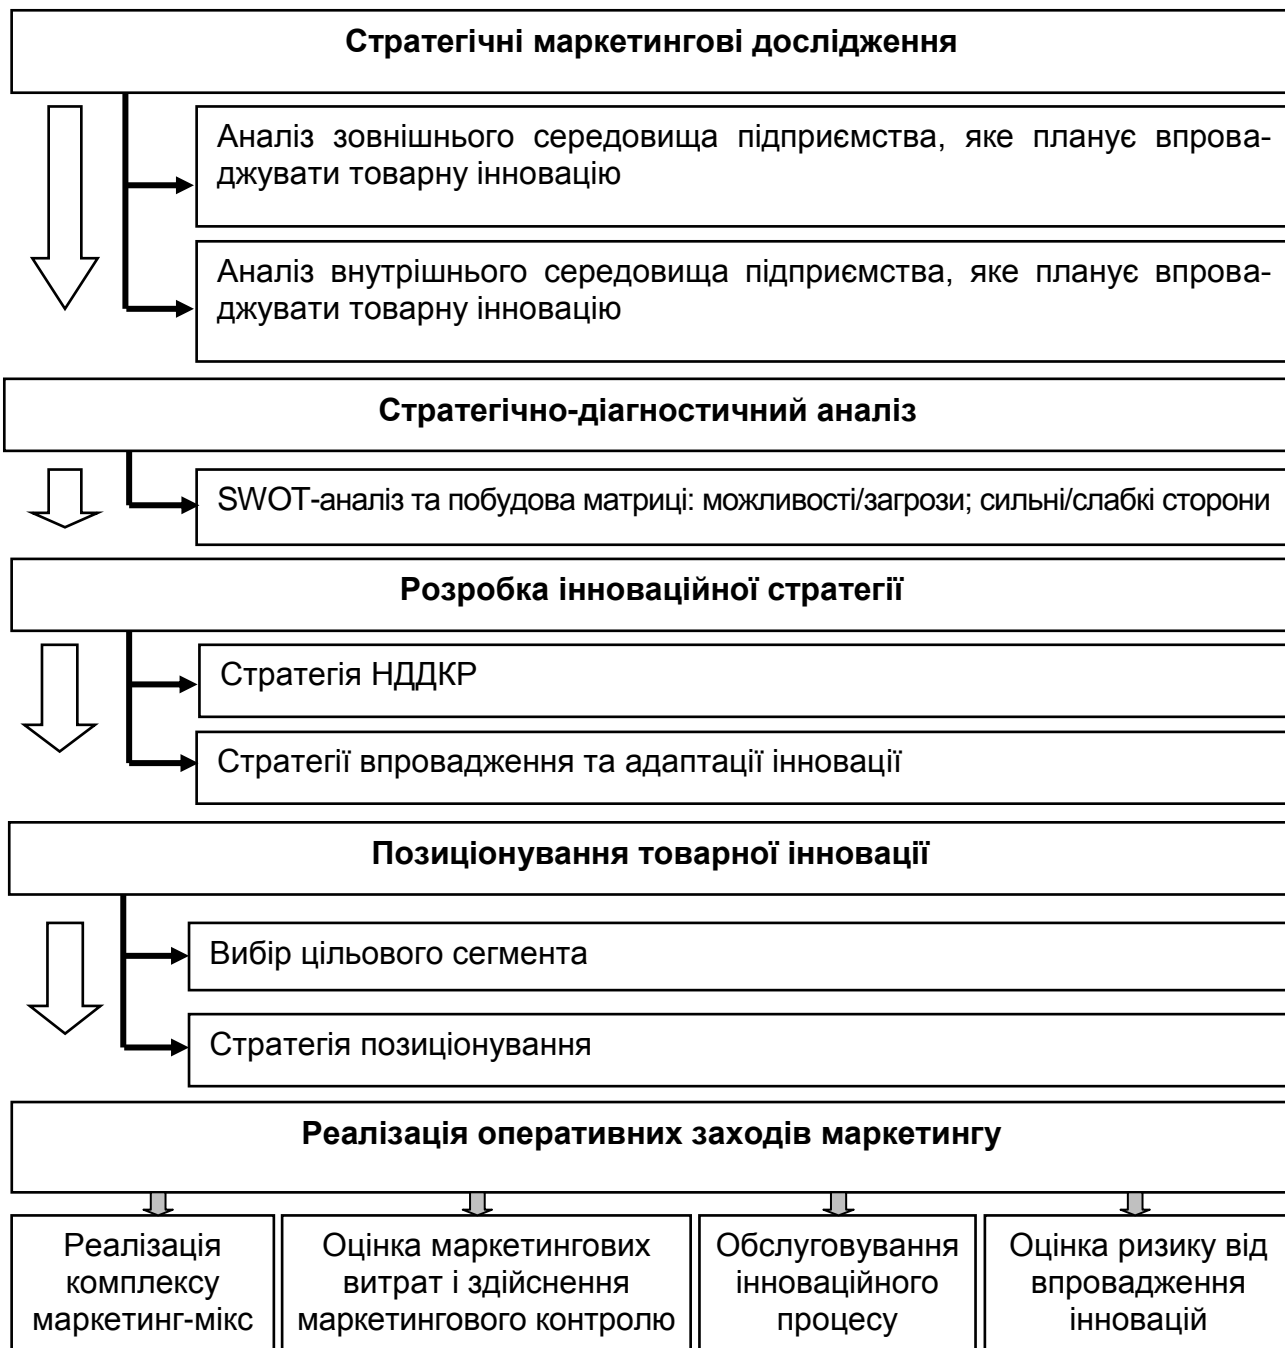 Стратегічні маркетингові дослідження
Аналіз зовнішнього середовища підприємства, яке планує впрова-
джувати товарну інновацію
Аналіз внутрішнього середовища підприємства, яке планує впрова-
джувати товарну інновацію
Стратегічно-діагностичний аналіз
SWOT-аналіз та побудова матриці: можливості/загрози; сильні/слабкі сторони
Розробка інноваційної стратегії
Стратегія НДДКР
Стратегії впровадження та адаптації інновації
Позиціонування товарної інновації
Вибір цільового сегмента
Стратегія позиціонування
Реалізація оперативних заходів маркетингу
Реалізація
комплексу
маркетинг-мікс
Оцінка маркетингових
витрат і здійснення
маркетингового контролю
Обслуговування
інноваційного
процесу
Оцінка ризику від
впровадження
інновацій